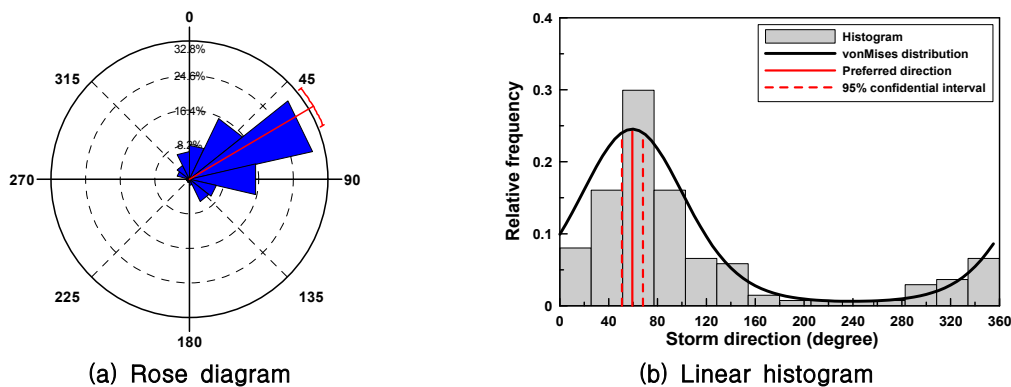 0
32.8%
24.6%
16.4%
8.2%
45
90
135
180
225
270
315
(a) Rose diagram
0.4
0.3
0.2
0.1
0
Relative frequency
Histogram
vonMises distribution
Preferred direction
95% confidential interval
0 40 80 120 160 200 240 280 320 360
Storm direction (degree)
(b) Linear histogram